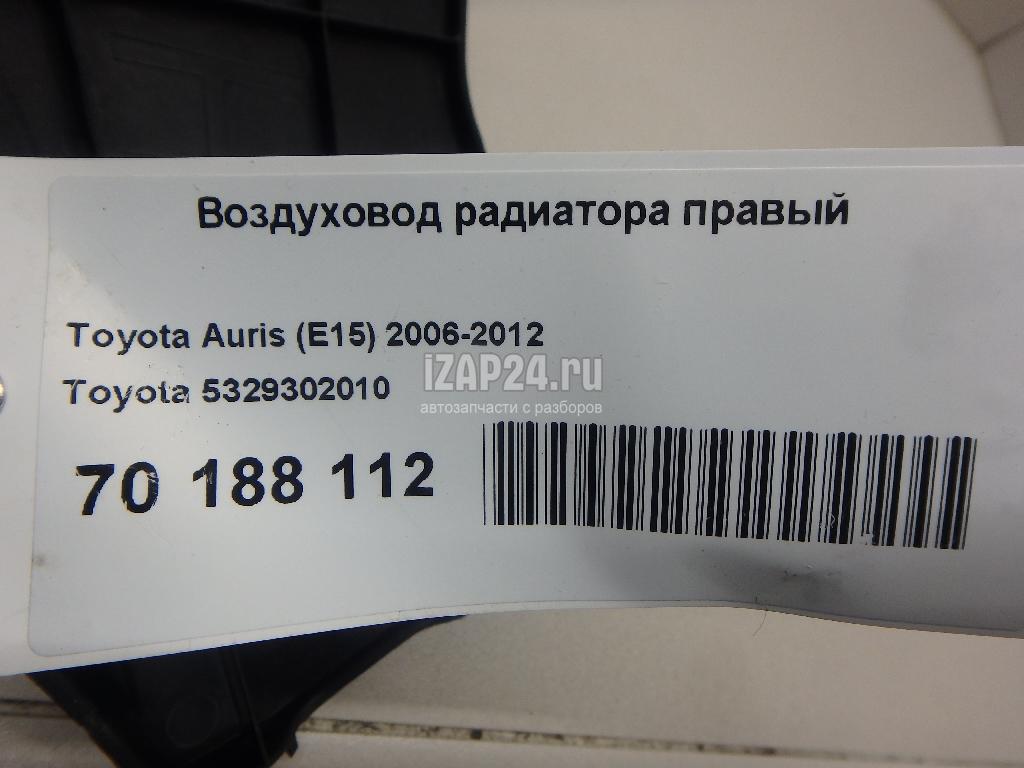 Воздуховод радиатора правый
Toyota Auris (E15) 2006-2012
Toyota 5329302010
iZAP24.ru
автозапчасти с разборов
70 188 112